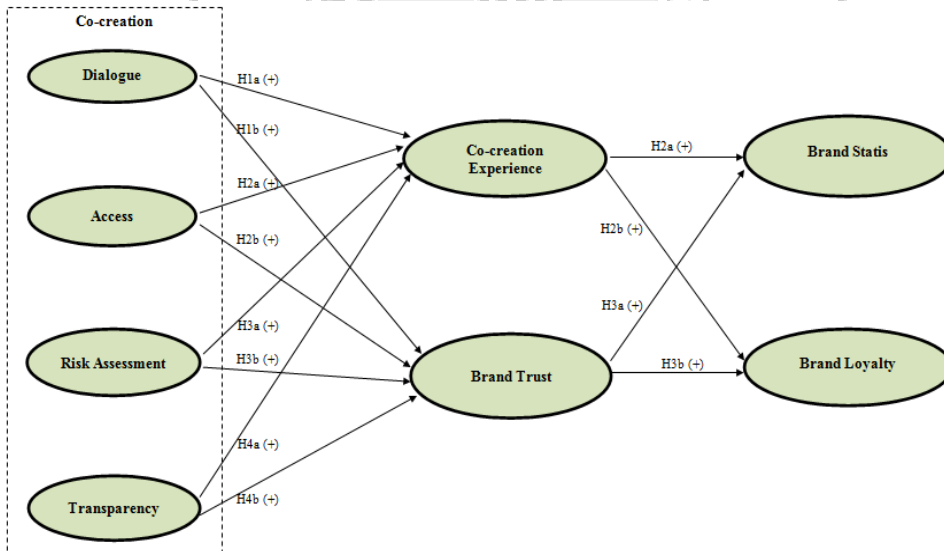 Co-creation
Dialogue
H1a (+)
H1b (+)
Co-creation
Experience
H2a (+)
Brand Statis
H2a (+)
Access
H2b (+)
H2b (+)
H3a (+)
H3a (+)
Risk Assessment
H3b (+)
Brand Trust
H3b (+)
Brand Loyalty
H4a (+)
Transparency
H4b (+)